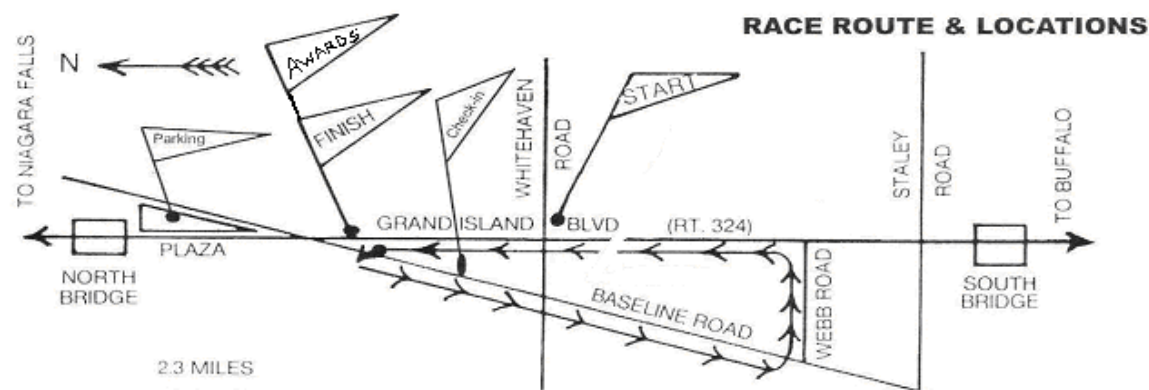 RACE ROUTE & LOCATIONS
TO NIAGARA FALLS
N
AWARDS
FINISH
Parking
Check-in
WHITEHAVEN
ROAD
START
STALEY
ROAD
TO BUFFALO
GRAND ISLAND BLVD (RT. 324)
PLAZA
NORTH
BRIDGE
BASELINE ROAD
WEBB ROAD
SOUTH
BRIDGE
2.3 MILES